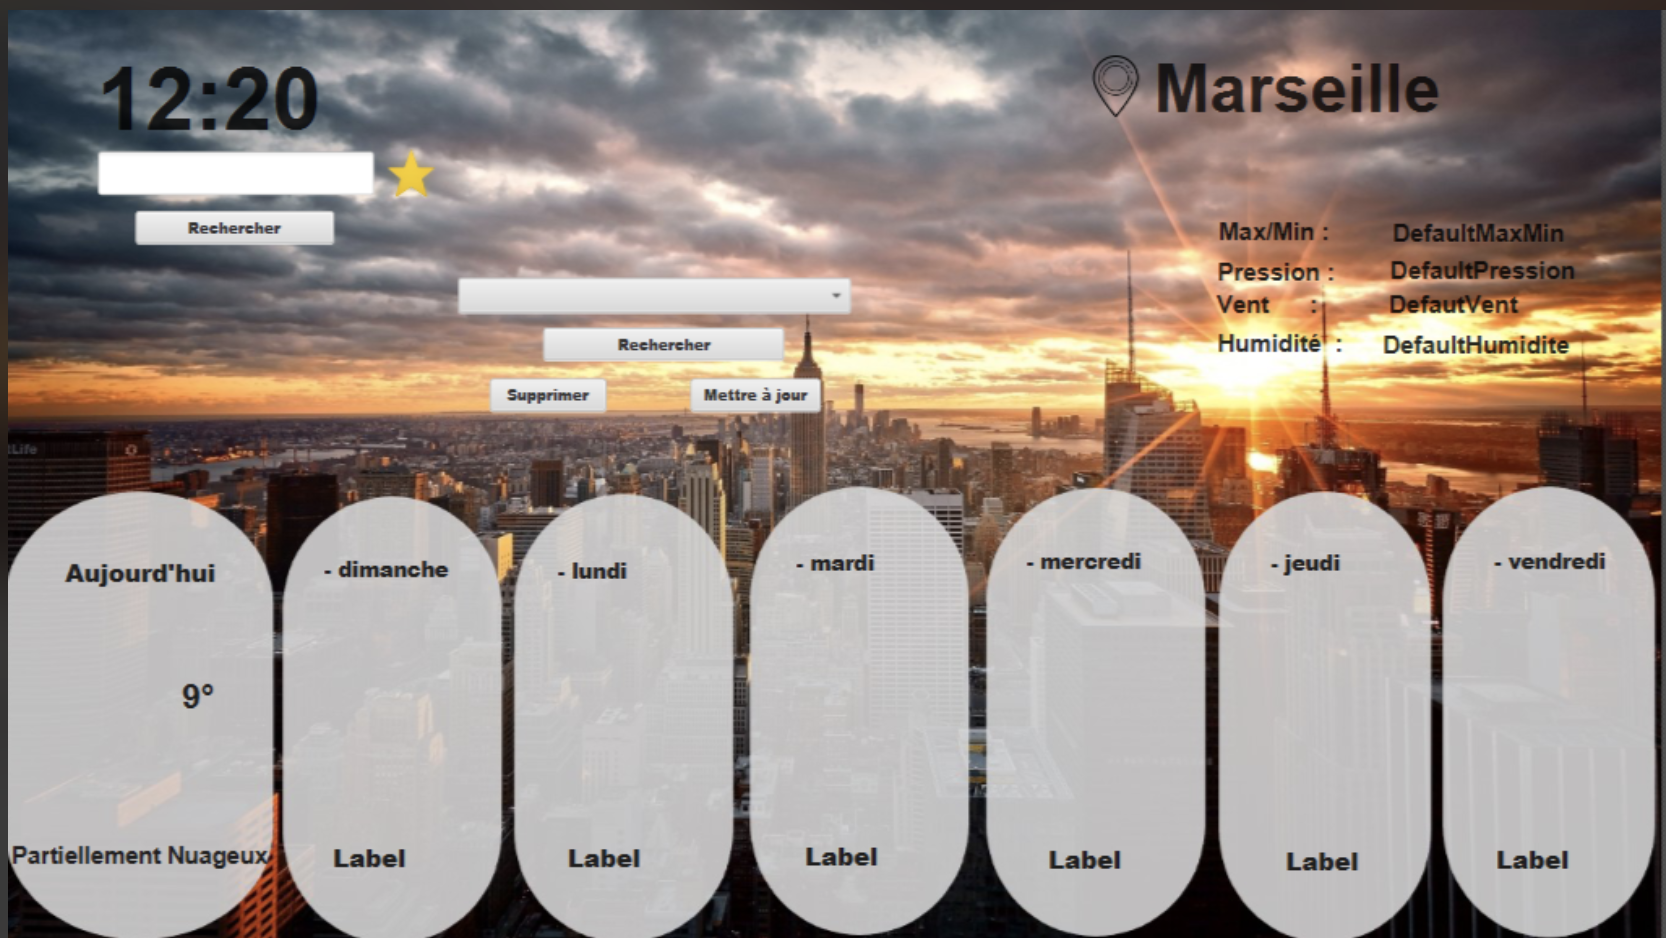 12:20
Marseille
Rechercher
Max/Min : DefaultMaxMin
Pression : DefaultPression
Vent : DefautVent
Humidité : DefaultHumidite
Rechercher
Supprimer Mettre à jour
Life
Aujourd'hui
- dimanche
- lundi
- mardi
- mercredi
- jeudi
- vendredi
9°
Partiellement Nuageux
Label
Label
Label
Label
Label
Label